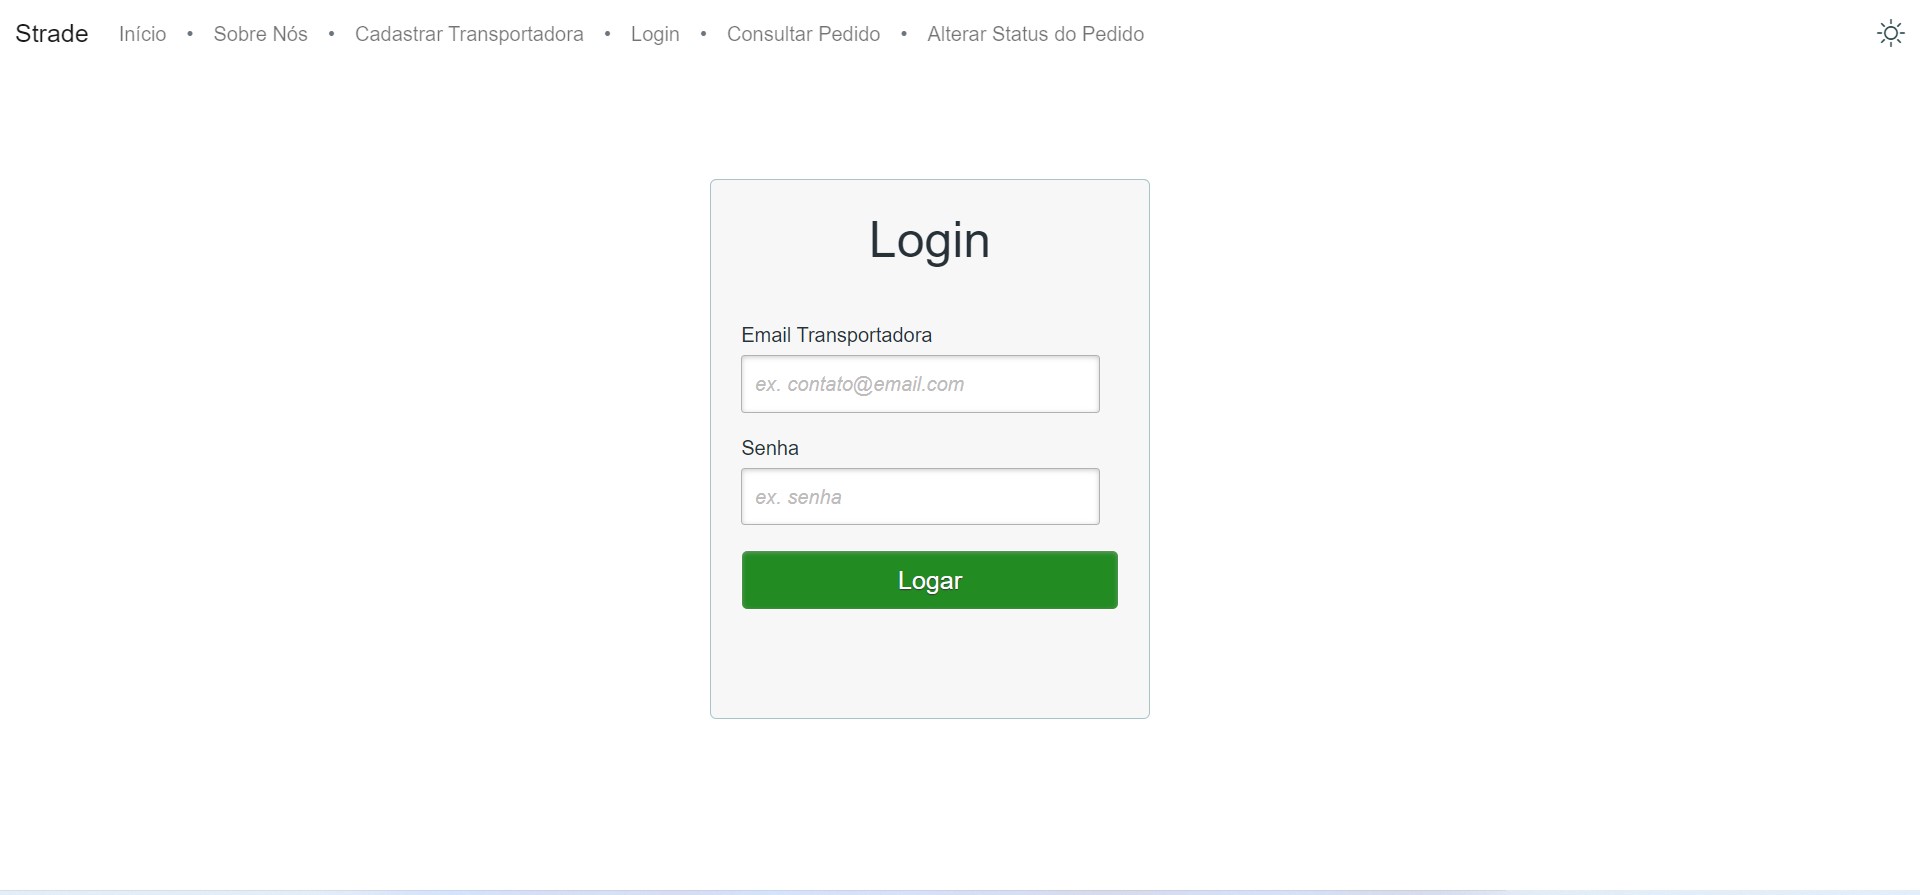 Strade Início • Sobre Nós • Cadastrar Transportadora • Login • Consultar Pedido • Alterar Status do Pedido
Login
Email Transportadora
ex. contato@email.com
Senha
ex. senha
Logar